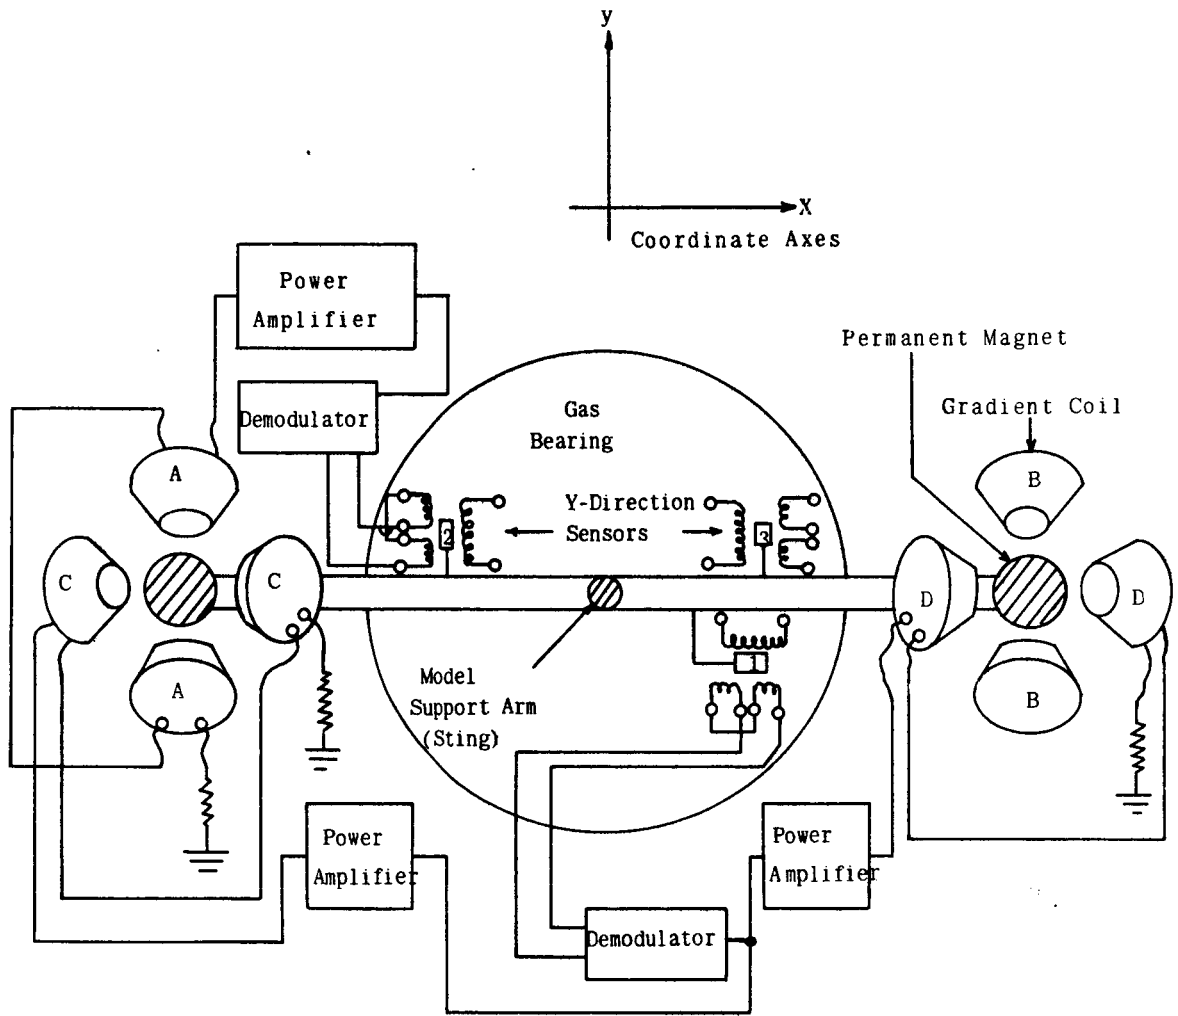 y
X
Coordinate Axes
Power
Amplifier
Permanent Magnet
Demodulator
Gas
Bearing
Gradient Coil
A
B
Y-Direction
Sensors
2
3
C
C
D
D
1
A
B
Model
Support Arm
(Sting)
Power
Amplifier
Power
Amplifier
Demodulator